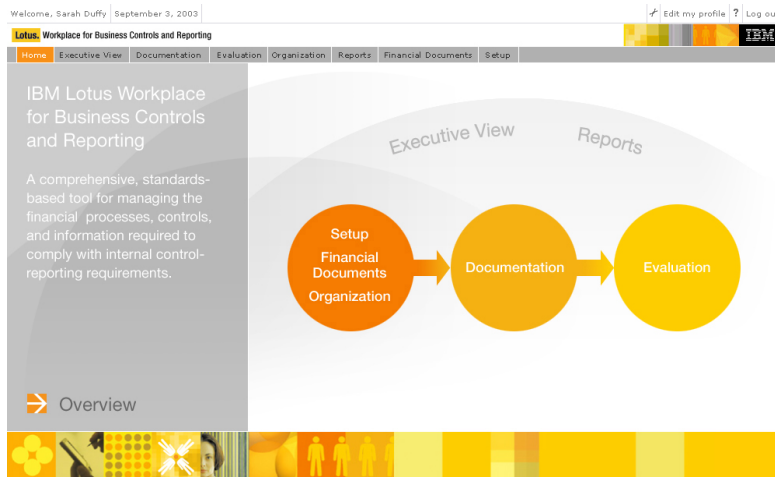 Welcome, Sarah Duffy September 3, 2003 Edit my profile ? Log ou
Lotus. Workplace for Business Controls and Reporting IBM
Home Executive View Documentation Evaluation Organization Reports Financial Documents Setup
IBM Lotus Workplace
for Business Controls
and Reporting
A comprehensive, standards-
based tool for managing the
financial processes, controls,
and information required to
comply with internal control-
reporting requirements.
Overview
Executive View Reports
Setup
Financial
Documents
Organization
Documentation
Evaluation